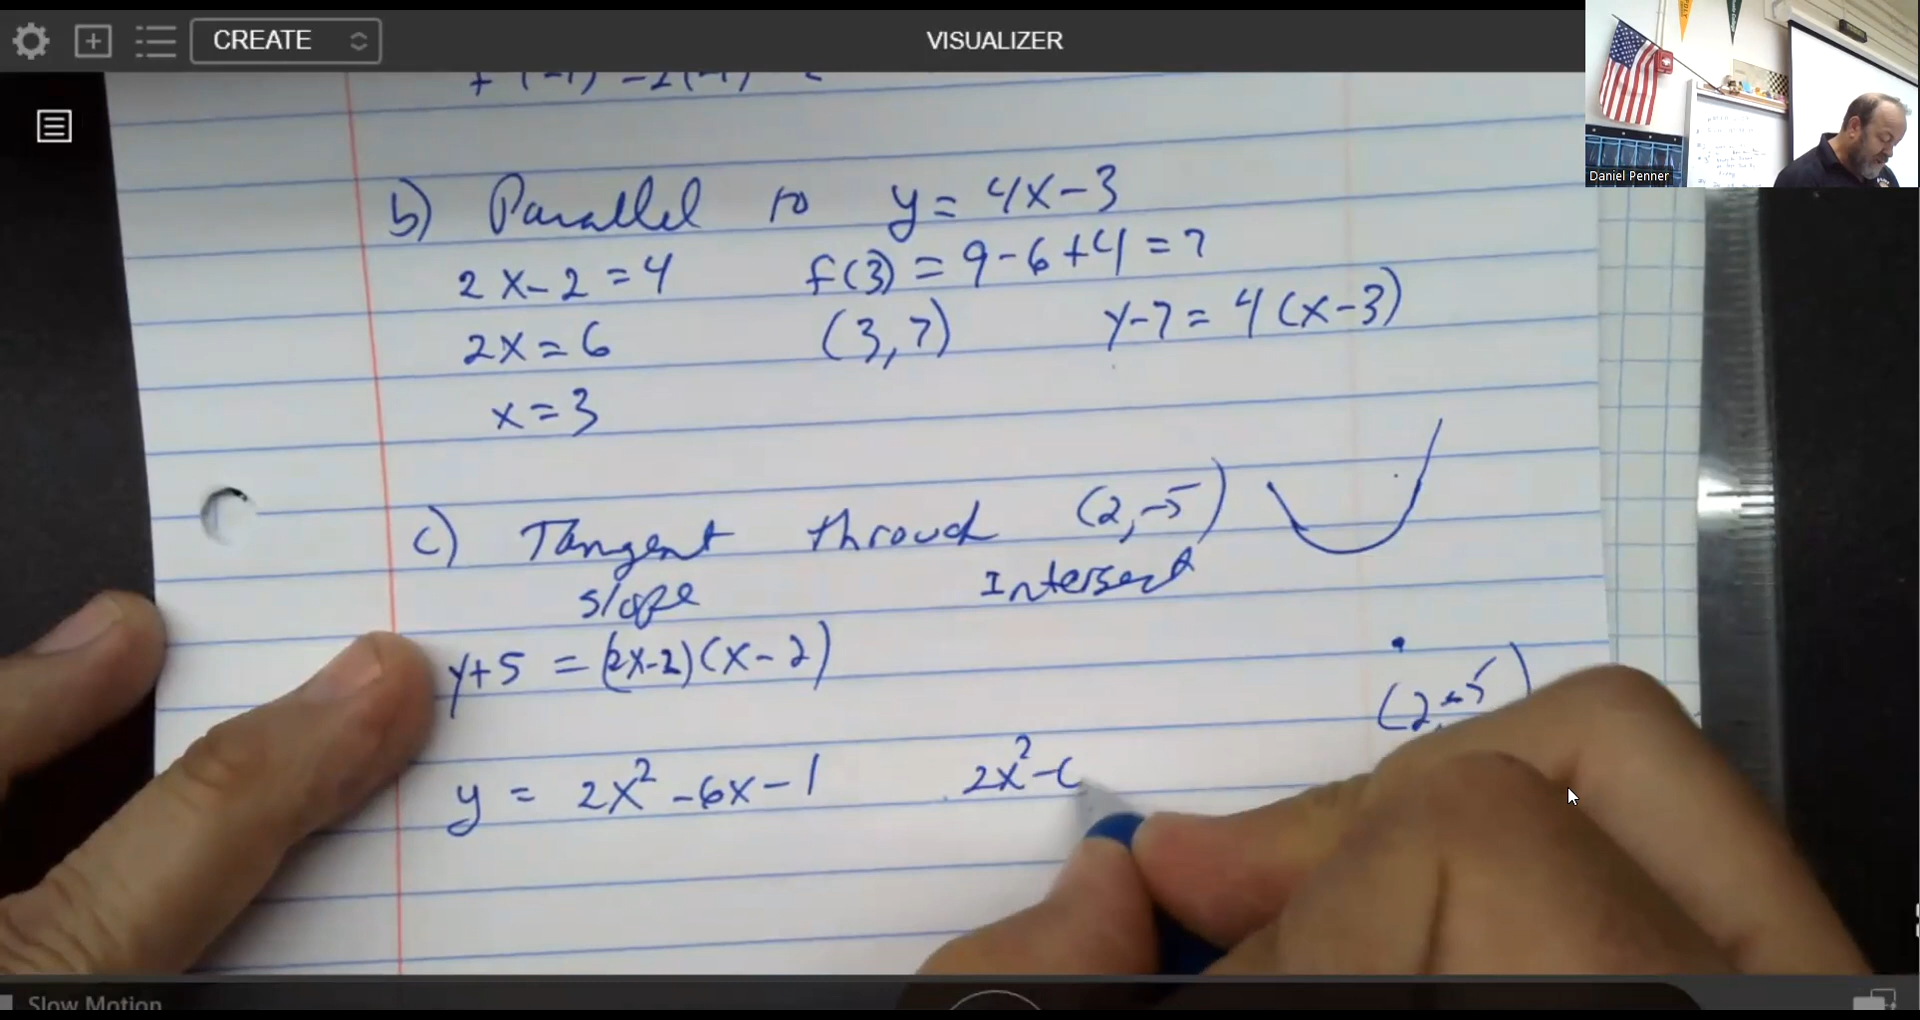 CREATE
VISUALIZER
Daniel Penner
b) Parallel to y = 4x - 3
2x - 2 = 4 f(3) = 9 - 6 + 4 = 7
2x = 6 (3, 7) y - 7 = 4(x - 3)
x = 3
c) Tangent throuch (2, -5)
slope Intersect
y + 5 = (2x - 2)(x - 2)
(2, -5)
y = 2x² - 6x - 1 2x² -
Slow Motion